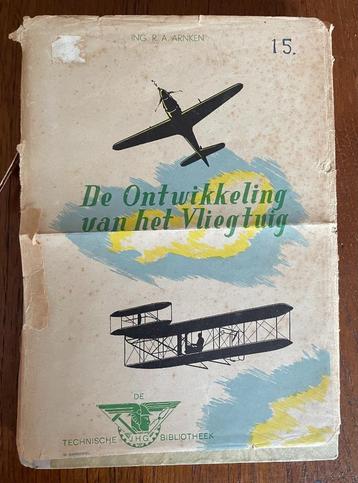 ING. R. A. ARNKEN
15.
De Ontwikkeling
van het Vliegtuig
DE
J.H.G.
TECHNISCHE BIBLIOTHEEK